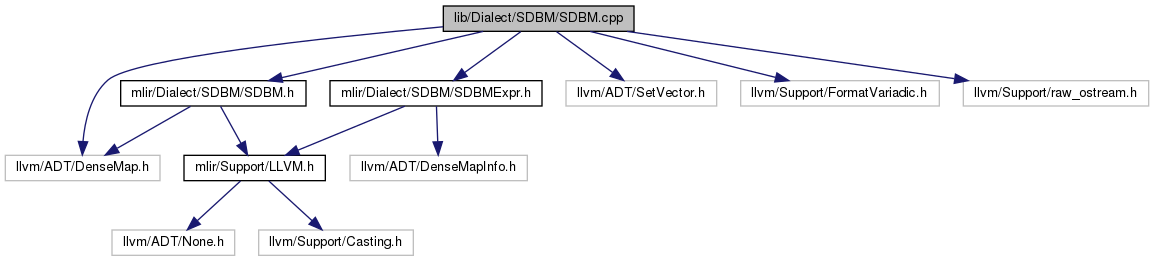 lib/Dialect/SDBM/SDBM.cpp
mlir/Dialect/SDBM/SDBM.h
mlir/Dialect/SDBM/SDBMExpr.h
llvm/ADT/SetVector.h
llvm/Support/FormatVariadic.h
llvm/Support/raw_ostream.h
llvm/ADT/DenseMap.h
mlir/Support/LLVM.h
llvm/ADT/DenseMapInfo.h
llvm/ADT/None.h
llvm/Support/Casting.h